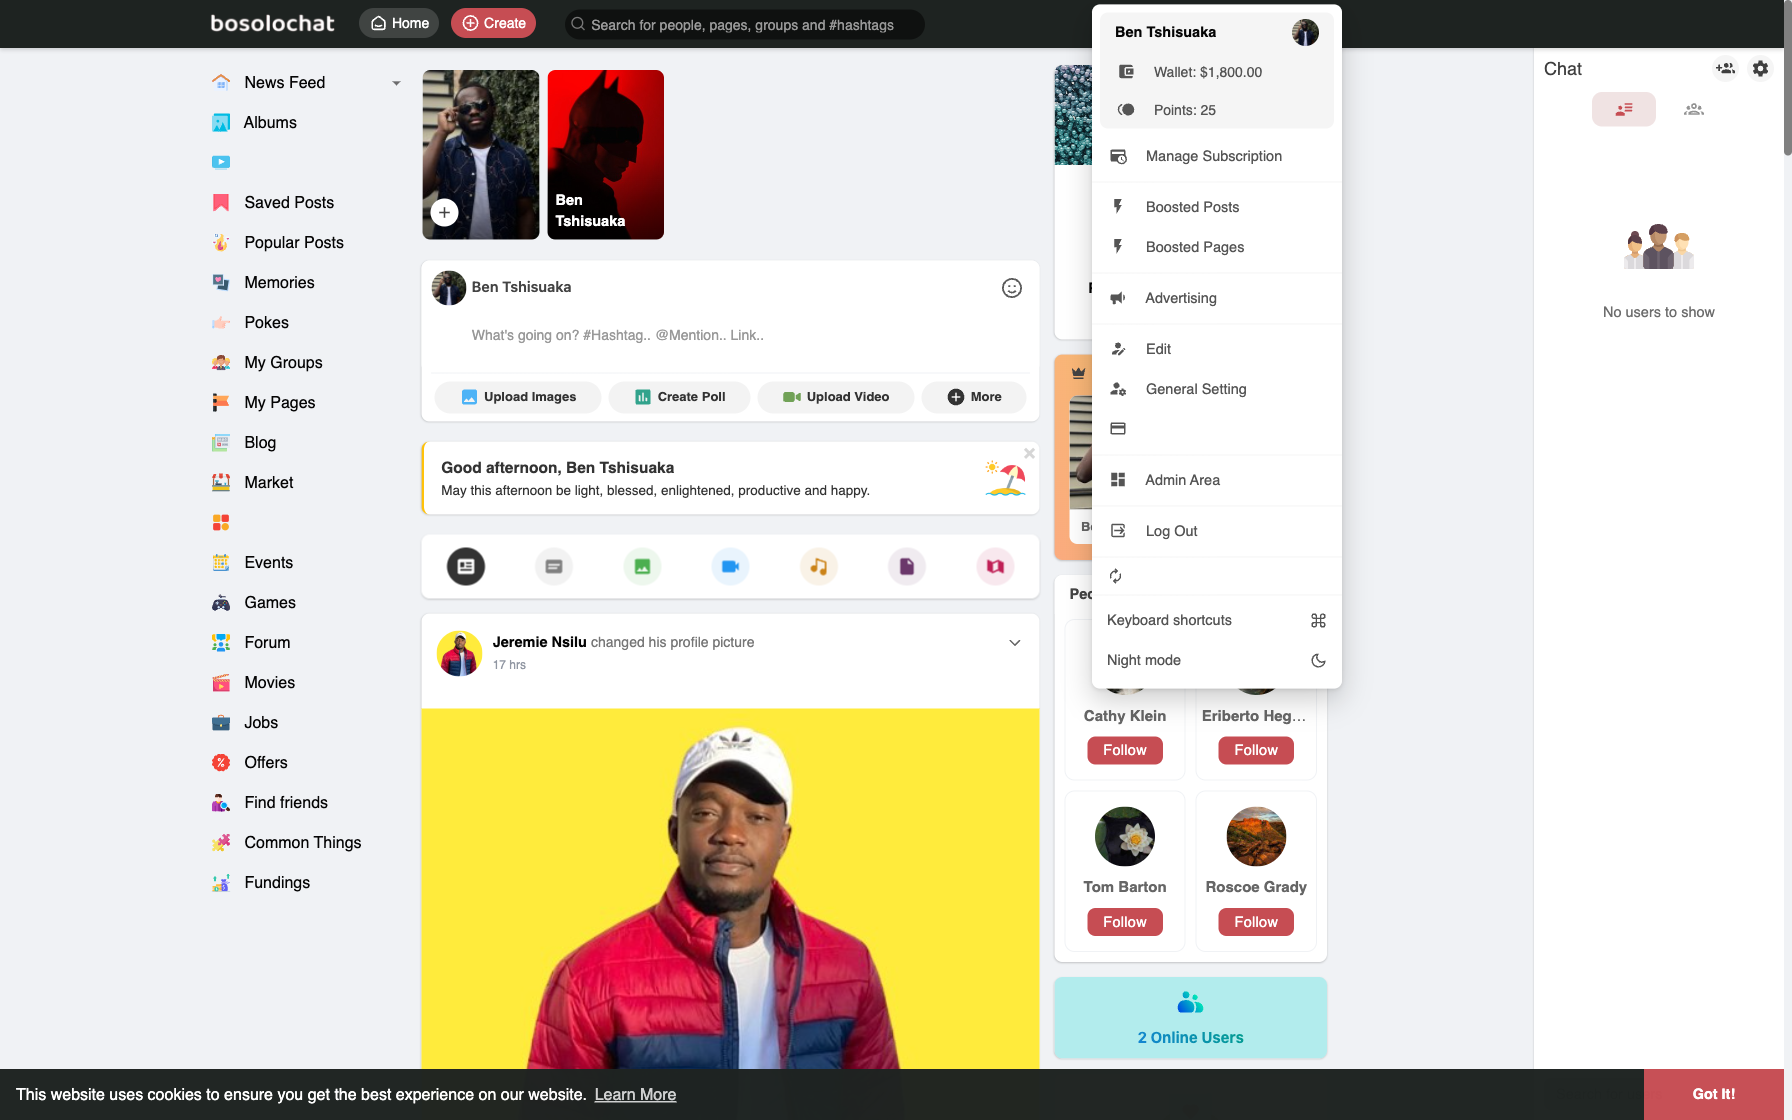 bosolochat
Home
Create
Search for people, pages, groups and #hashtags
News Feed
Albums
Saved Posts
Popular Posts
Memories
Pokes
My Groups
My Pages
Blog
Market
Events
Games
Forum
Movies
Jobs
Offers
Find friends
Common Things
Fundings
Ben
Tshisuaka
Ben Tshisuaka
What's going on? #Hashtag.. @Mention.. Link..
Upload Images
Create Poll
Upload Video
More
Good afternoon, Ben Tshisuaka
May this afternoon be light, blessed, enlightened, productive and happy.
Jeremie Nsilu changed his profile picture
17 hrs
Ben Tshisuaka
Wallet: $1,800.00
Points: 25
Manage Subscription
Boosted Posts
Boosted Pages
Advertising
Edit
General Setting
Admin Area
Log Out
Keyboard shortcuts
Night mode
Cathy Klein
Follow
Eriberto Heg...
Follow
Tom Barton
Follow
Roscoe Grady
Follow
2 Online Users
Chat
No users to show
This website uses cookies to ensure you get the best experience on our website. Learn More
Got It!